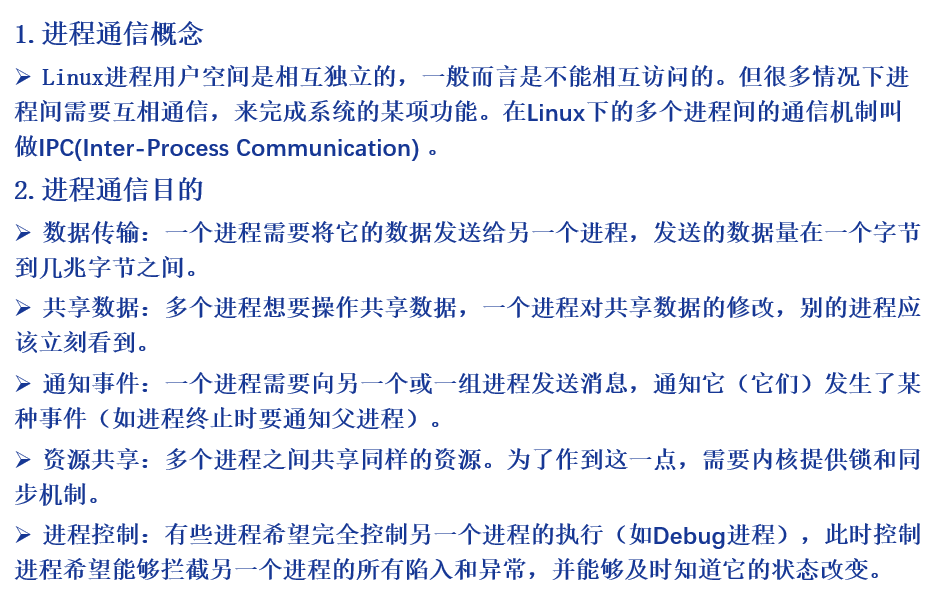 1. 进程通信概念
➢ Linux进程用户空间是相互独立的，一般而言是不能相互访问的。但很多情况下进
程间需要互相通信，来完成系统的某项功能。在Linux下的多个进程间的通信机制叫
做IPC(Inter-Process Communication) 。
2. 进程通信目的
➢ 数据传输：一个进程需要将它的数据发送给另一个进程，发送的数据量在一个字节
到几兆字节之间。
➢ 共享数据：多个进程想要操作共享数据，一个进程对共享数据的修改，别的进程应
该立刻看到。
➢ 通知事件：一个进程需要向另一个或一组进程发送消息，通知它（它们）发生了某
种事件（如进程终止时要通知父进程）。
➢ 资源共享：多个进程之间共享同样的资源。为了作到这一点，需要内核提供锁和同
步机制。
➢ 进程控制：有些进程希望完全控制另一个进程的执行（如Debug进程），此时控制
进程希望能够拦截另一个进程的所有陷入和异常，并能够及时知道它的状态改变。